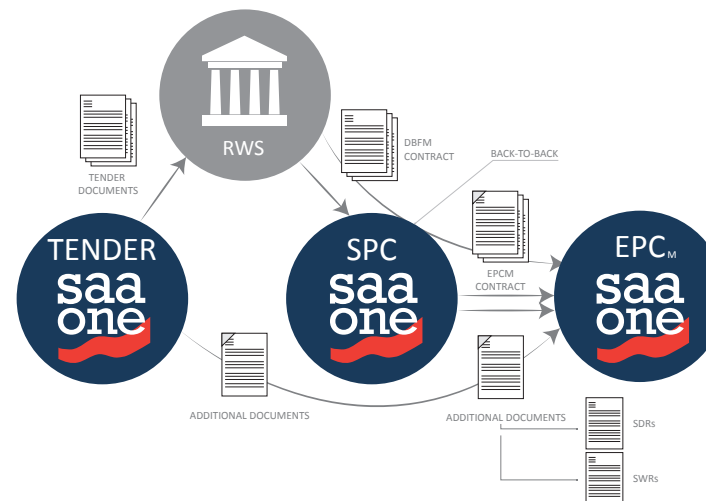 RWS
DBFM
CONTRACT
BACK-TO-BACK
TENDER
DOCUMENTS
TENDER
saa
one
SPC
saa
one
EPCM
CONTRACT
EPCM
saa
one
ADDITIONAL DOCUMENTS
ADDITIONAL DOCUMENTS
SDRs
SWRs